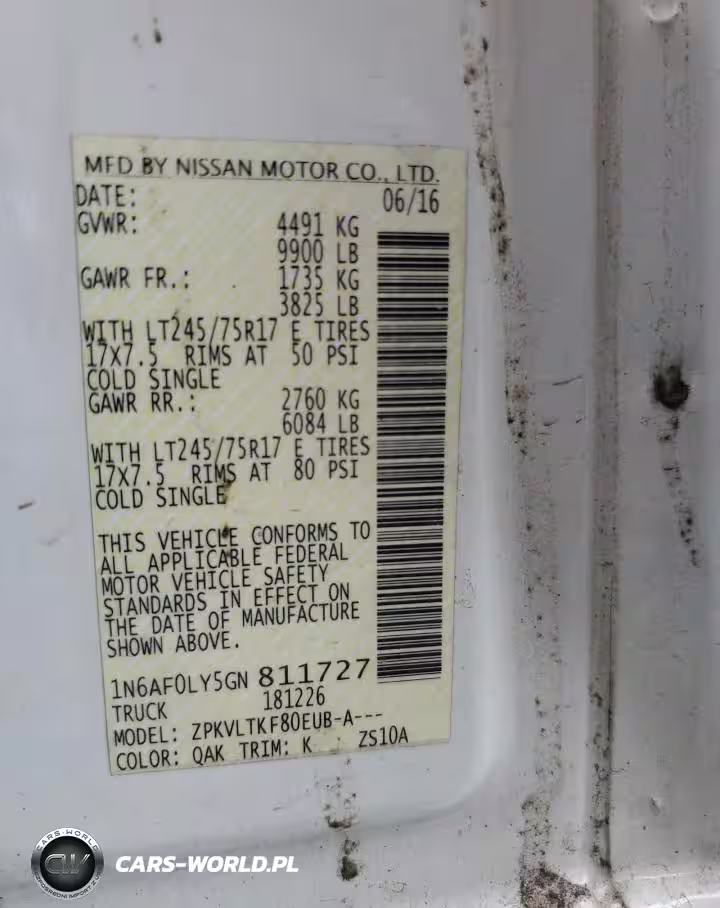 MFD BY NISSAN MOTOR CO., LTD.
DATE: 06/16
GVWR: 4491 KG
9900 LB
GAWR FR.: 1735 KG
3825 LB
WITH LT245/75R17 E TIRES
17X7.5 RIMS AT 50 PSI
COLD SINGLE
GAWR RR.: 2760 KG
6084 LB
WITH LT245/75R17 E TIRES
17X7.5 RIMS AT 80 PSI
COLD SINGLE
THIS VEHICLE CONFORMS TO
ALL APPLICABLE FEDERAL
MOTOR VEHICLE SAFETY
STANDARDS IN EFFECT ON
THE DATE OF MANUFACTURE
SHOWN ABOVE.
1N6AF0LY5GN 811727
TRUCK 181226
MODEL: ZPKVLTKF80EUB-A---
COLOR: QAK TRIM: K ZS10A
CARS-WORLD
CW
CARS-WORLD.PL